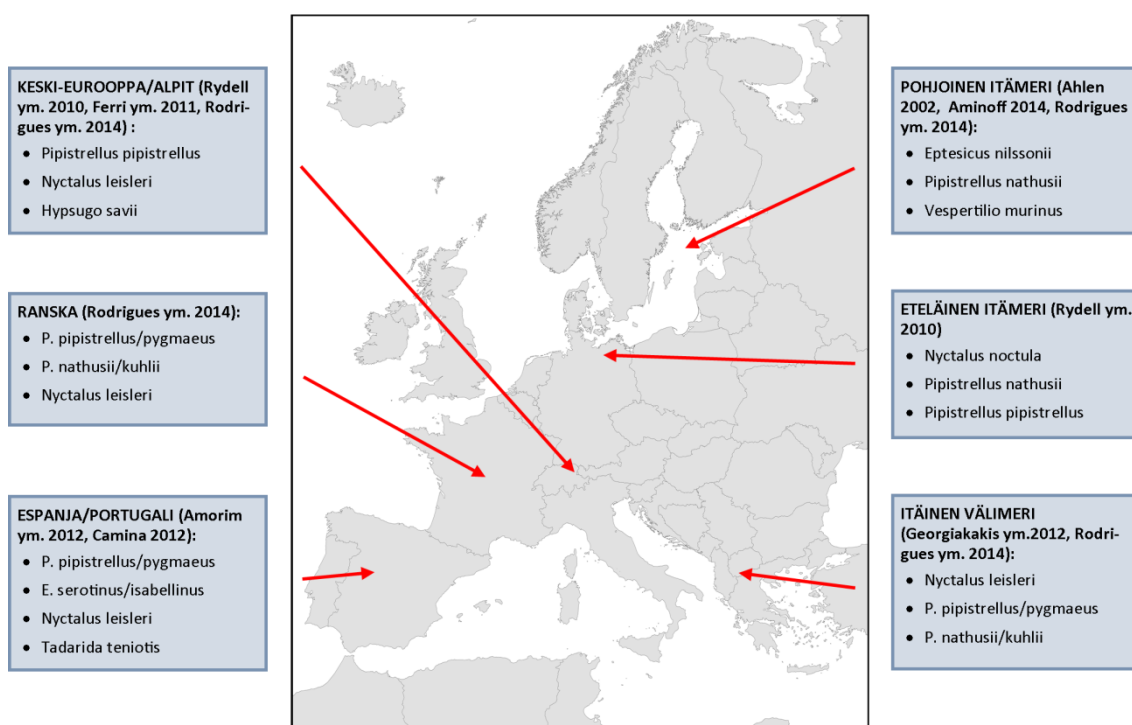 KESKI-EUROOPPA/ALPIT (Rydell
ym. 2010, Ferri ym. 2011, Rodri-
gues ym. 2014) :
• Pipistrellus pipistrellus
• Nyctalus leisleri
• Hypsugo savii
RANSKA (Rodrigues ym. 2014):
• P. pipistrellus/pygmaeus
• P. nathusii/kuhlii
• Nyctalus leisleri
ESPANJA/PORTUGALI (Amorim
ym. 2012, Camina 2012):
• P. pipistrellus/pygmaeus
• E. serotinus/isabellinus
• Nyctalus leisleri
• Tadarida teniotis
POHJOINEN ITÄMERI (Ahlen
2002, Aminoff 2014, Rodrigues
ym. 2014):
• Eptesicus nilssonii
• Pipistrellus nathusii
• Vespertilio murinus
ETELÄINEN ITÄMERI (Rydell ym.
2010)
• Nyctalus noctula
• Pipistrellus nathusii
• Pipistrellus pipistrellus
ITÄINEN VÄLIMERI
(Georgiakakis ym.2012, Rodri-
gues ym. 2014):
• Nyctalus leisleri
• P. pipistrellus/pygmaeus
• P. nathusii/kuhlii